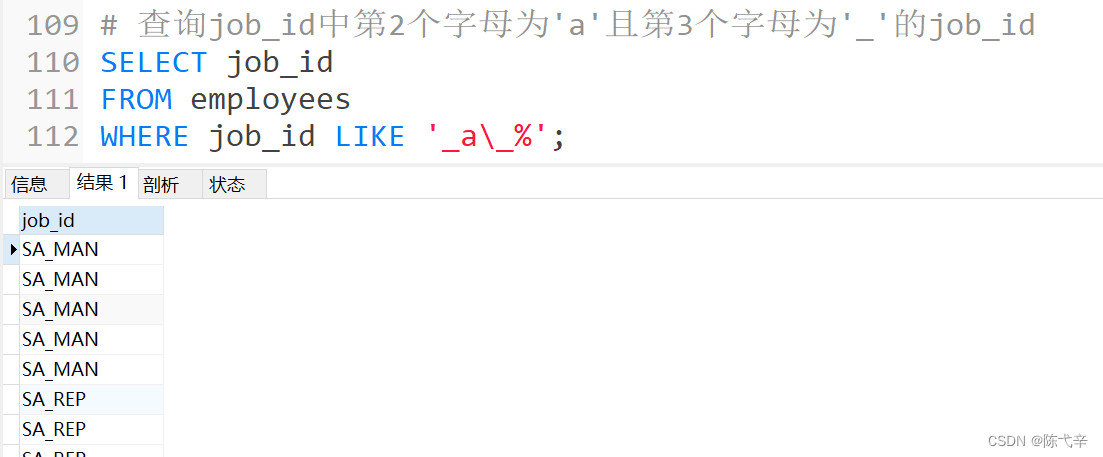 109 # 查询job_id中第2个字母为'a'且第3个字母为'_'的job_id
110 SELECT job_id
111 FROM employees
112 WHERE job_id LIKE '_a\_%';
信息 结果 1 剖析 状态
job_id
SA_MAN
SA_MAN
SA_MAN
SA_MAN
SA_MAN
SA_REP
SA_REP
SA_REP
CSDN @陈弋辛